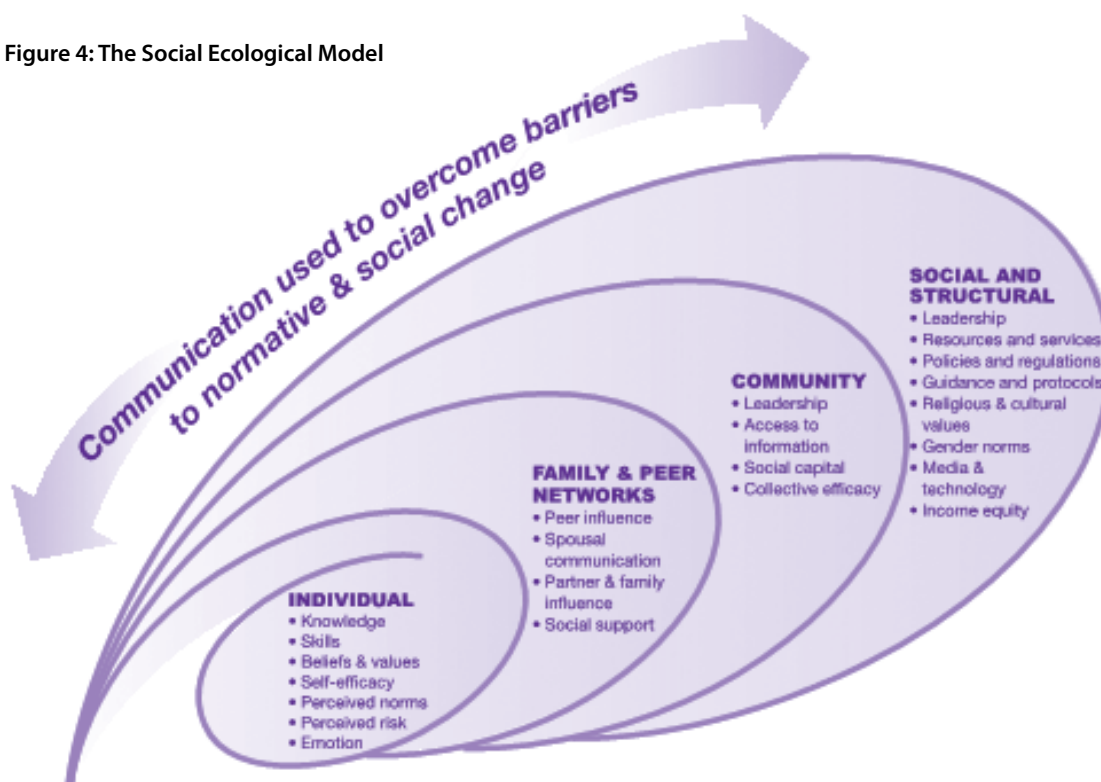 Figure 4: The Social Ecological Model
Communication used to overcome barriers
to normative & social change
INDIVIDUAL
• Knowledge
• Skills
• Beliefs & values
• Self-efficacy
• Perceived norms
• Perceived risk
• Emotion
FAMILY & PEER
NETWORKS
• Peer influence
• Spousal
communication
• Partner & family
influence
• Social support
COMMUNITY
• Leadership
• Access to
information
• Social capital
• Collective efficacy
SOCIAL AND
STRUCTURAL
• Leadership
• Resources and services
• Policies and regulations
• Guidance and protocols
• Religious & cultural
values
• Gender norms
• Media &
technology
• Income equity